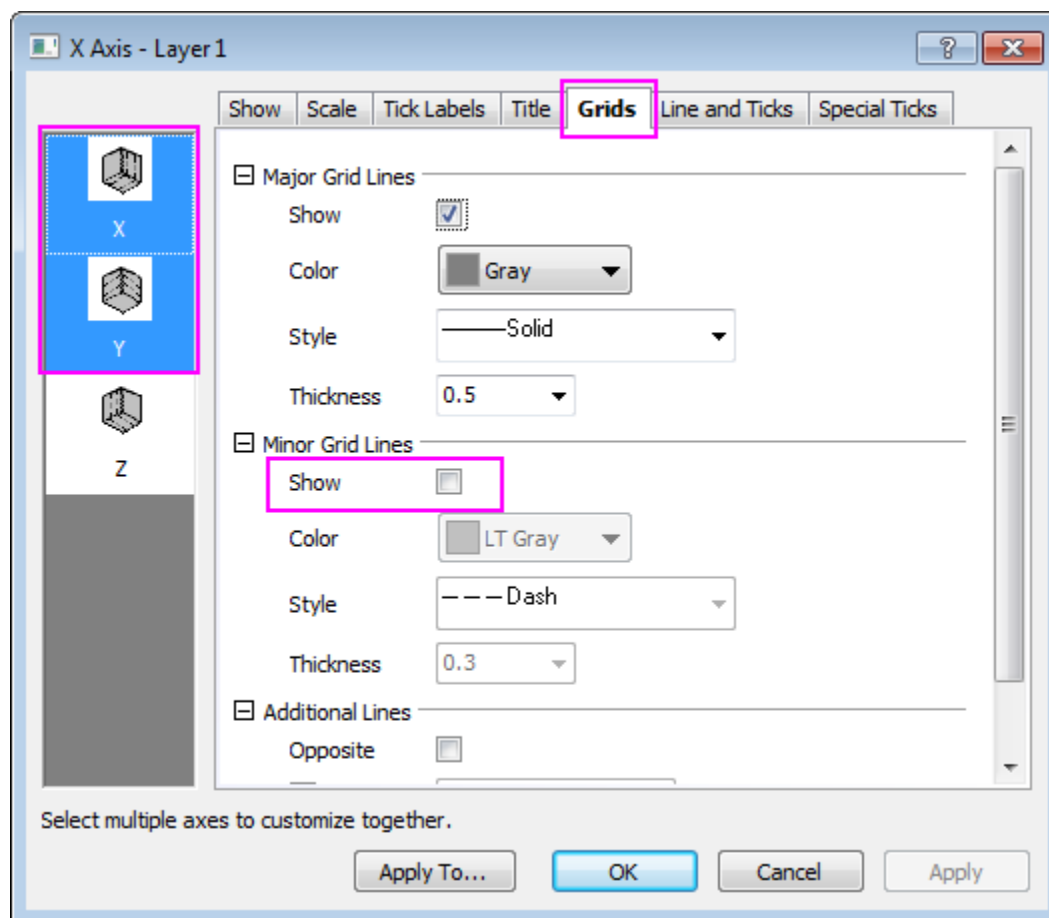 X Axis - Layer 1
Show Scale Tick Labels Title Grids Line and Ticks Special Ticks
X
Y
Z
Major Grid Lines
Show
Color Gray
Style Solid
Thickness 0.5
Minor Grid Lines
Show
Color LT Gray
Style Dash
Thickness 0.3
Additional Lines
Opposite
Select multiple axes to customize together.
Apply To... OK Cancel Apply